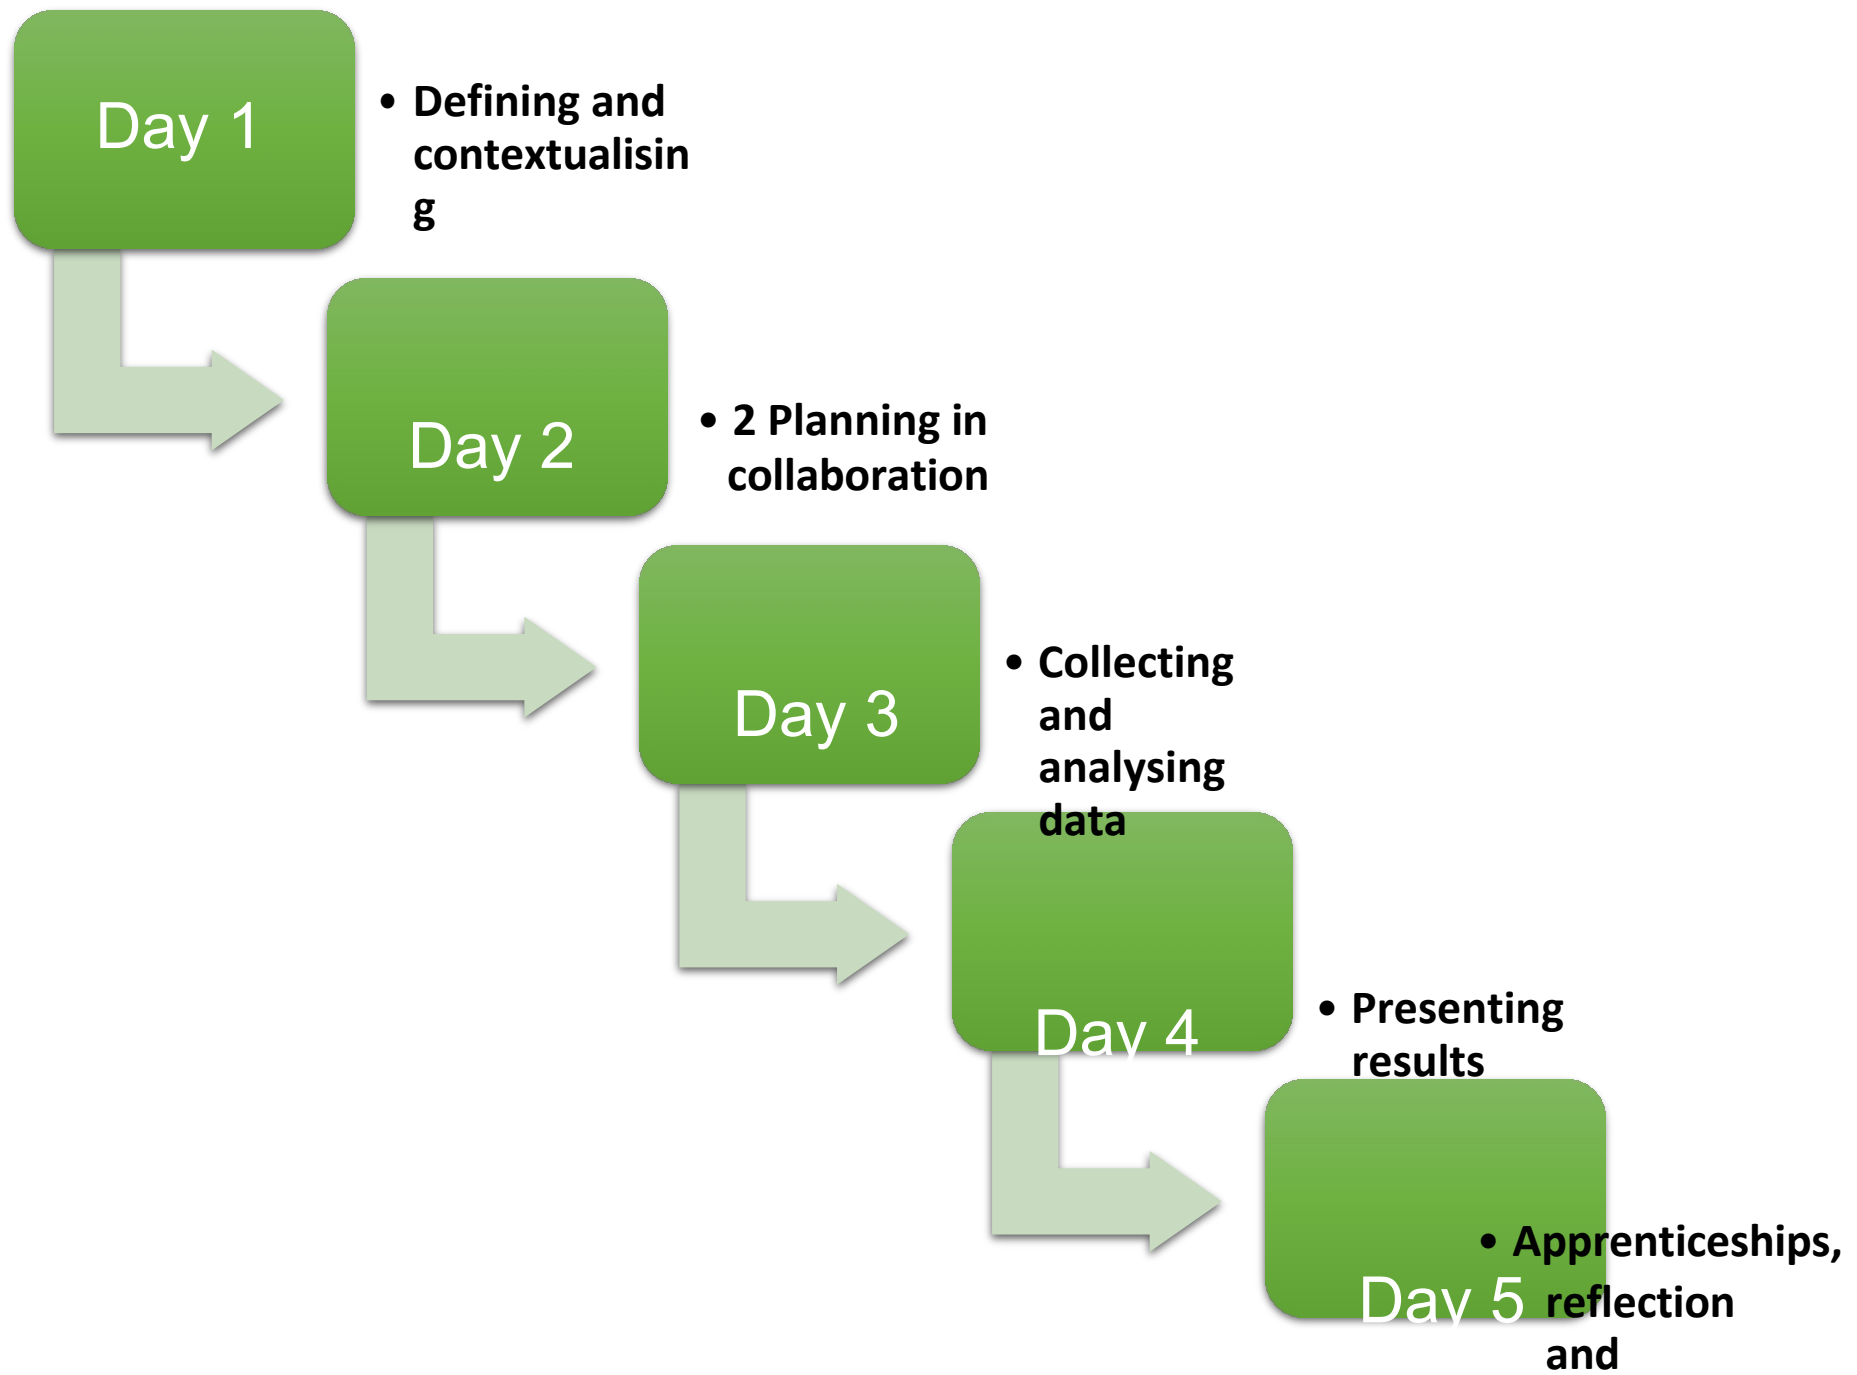 Day 1
• Defining and
contextualisin
g
Day 2
• 2 Planning in
collaboration
Day 3
• Collecting
and
analysing
data
Day 4
• Presenting
results
Day 5
• Apprenticeships,
reflection
and